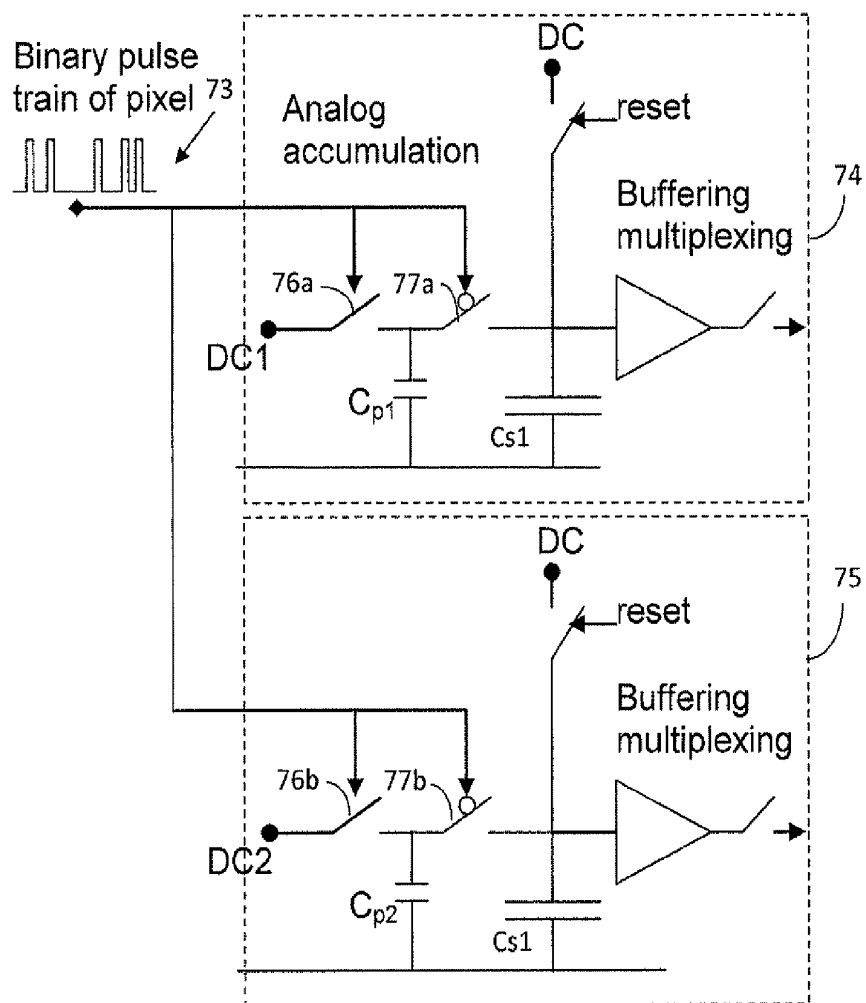 Binary pulse
train of pixel
73
DC
reset
Analog
accumulation
74
Buffering
multiplexing
76a
77a
DC1
Cp1
Cs1
DC
75
reset
Buffering
multiplexing
76b
77b
DC2
Cp2
Cs1